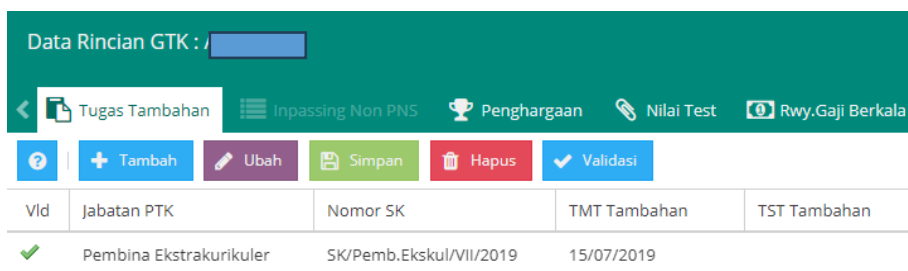 Data Rincian GTK :
Tugas Tambahan Inpassing Non PNS Penghargaan Nilai Test Rwy.Gaji Berkala
Tambah Ubah Simpan Hapus Validasi
Vld Jabatan PTK Nomor SK TMT Tambahan TST Tambahan
Pembina Ekstrakurikuler SK/Pemb.Ekskul/VII/2019 15/07/2019